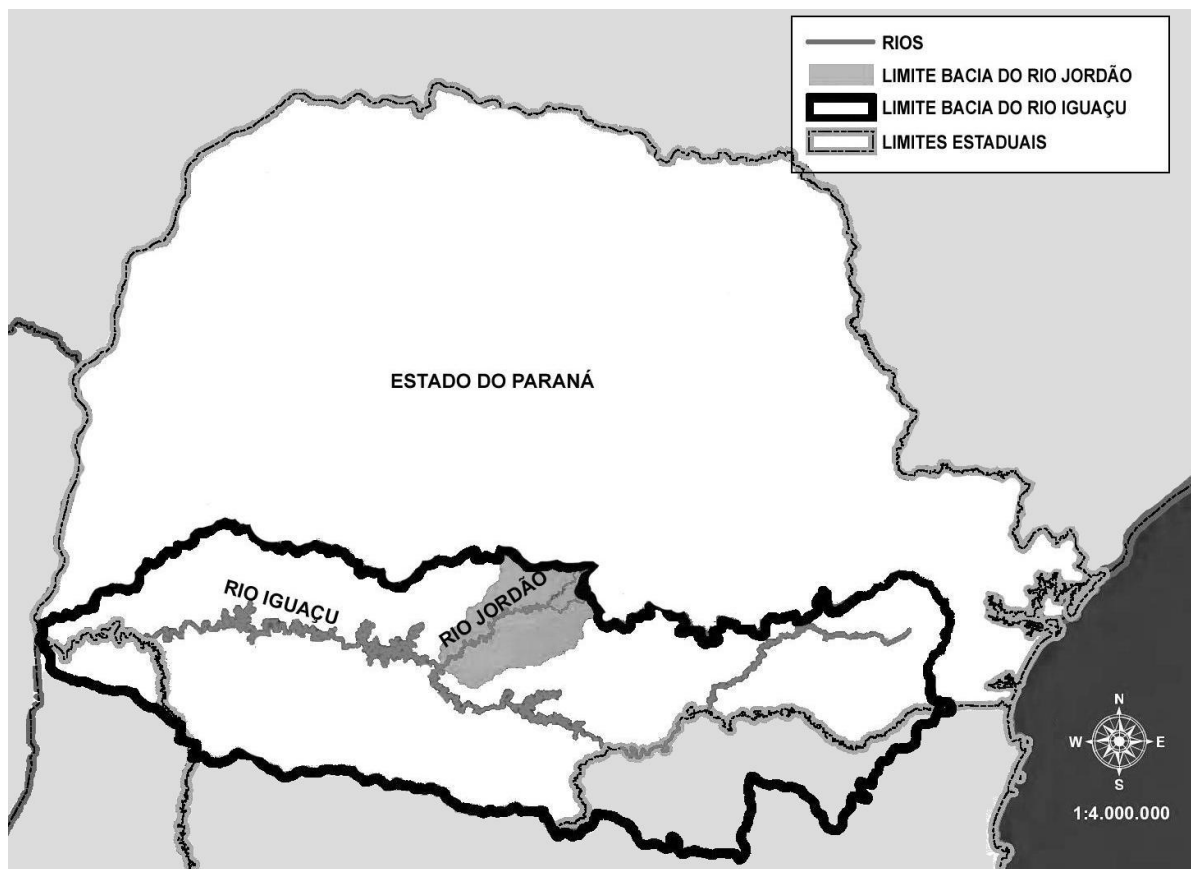 RIOS
LIMITE BACIA DO RIO JORDÃO
LIMITE BACIA DO RIO IGUAÇU
LIMITES ESTADUAIS
ESTADO DO PARANÁ
RIO IGUAÇU
RIO JORDÃO
N
W E
S
1:4.000.000